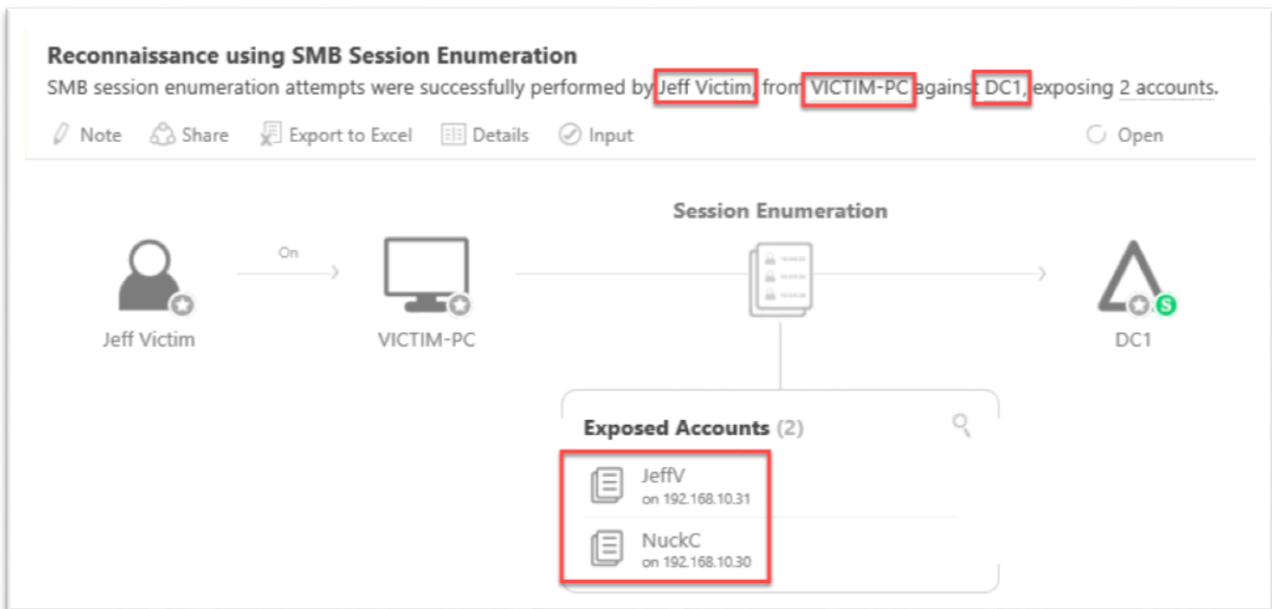 Reconnaissance using SMB Session Enumeration
SMB session enumeration attempts were successfully performed by Jeff Victim, from VICTIM-PC against DC1, exposing 2 accounts.
Note Share Export to Excel Details Input Open
Session Enumeration
On
Jeff Victim VICTIM-PC DC1
S
Exposed Accounts (2)
JeffV
on 192.168.10.31
NuckC
on 192.168.10.30